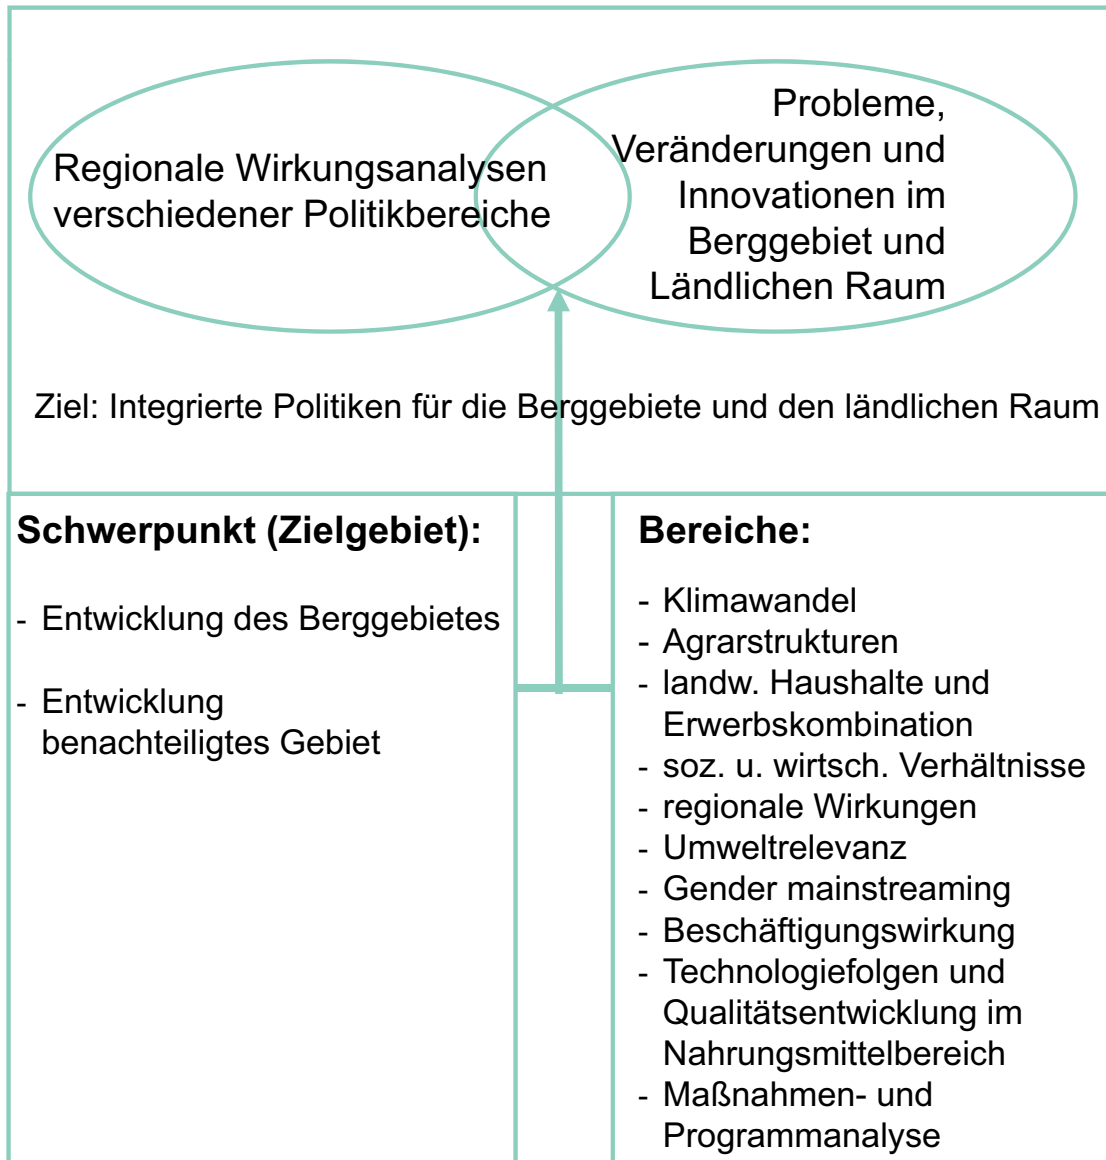 Regionale Wirkungsanalysen
verschiedener Politikbereiche
Probleme,
Veränderungen und
Innovationen im
Berggebiet und
Ländlichen Raum
Ziel: Integrierte Politiken für die Berggebiete und den ländlichen Raum
Schwerpunkt (Zielgebiet):
- Entwicklung des Berggebietes
- Entwicklung
benachteiligtes Gebiet
Bereiche:
- Klimawandel
- Agrarstrukturen
- landw. Haushalte und
Erwerbskombination
- soz. u. wirtsch. Verhältnisse
- regionale Wirkungen
- Umweltrelevanz
- Gender mainstreaming
- Beschäftigungswirkung
- Technologiefolgen und
Qualitätsentwicklung im
Nahrungsmittelbereich
- Maßnahmen- und
Programmanalyse